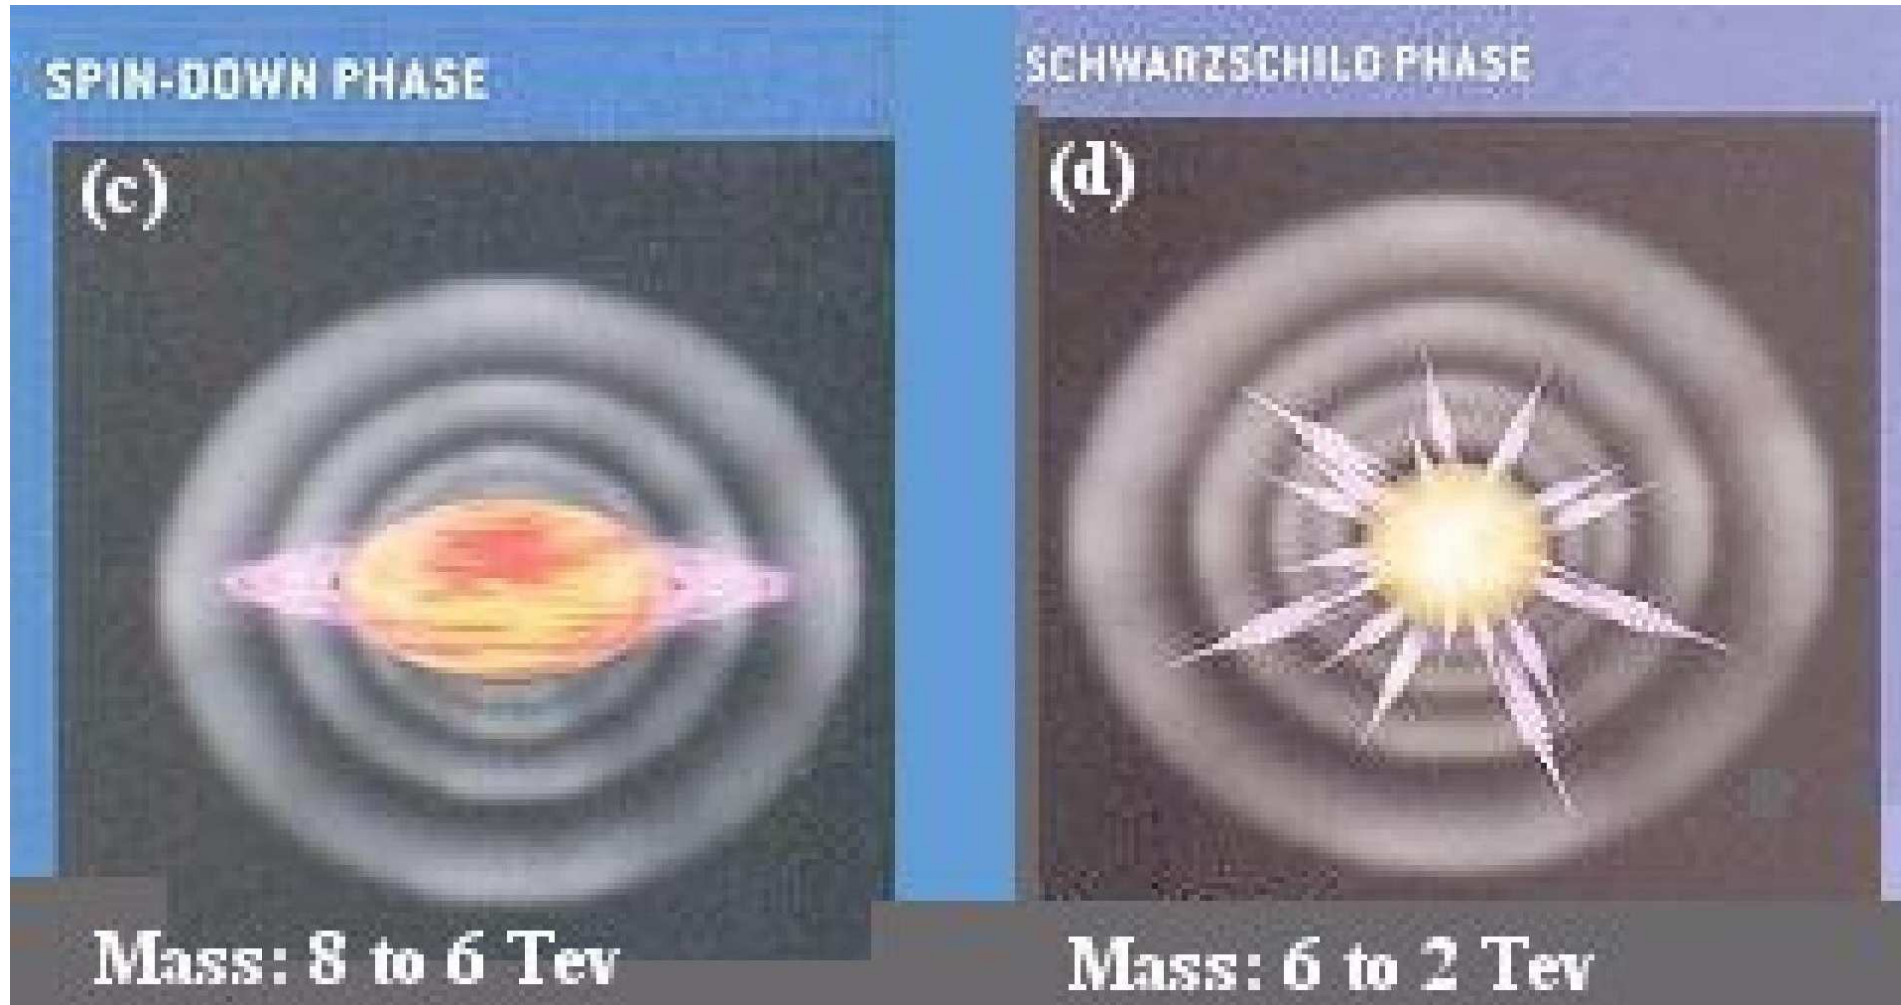 SPIN-DOWN PHASE
SCHWARZSCHILD PHASE
(c)
(d)
Mass: 8 to 6 Tev
Mass: 6 to 2 Tev